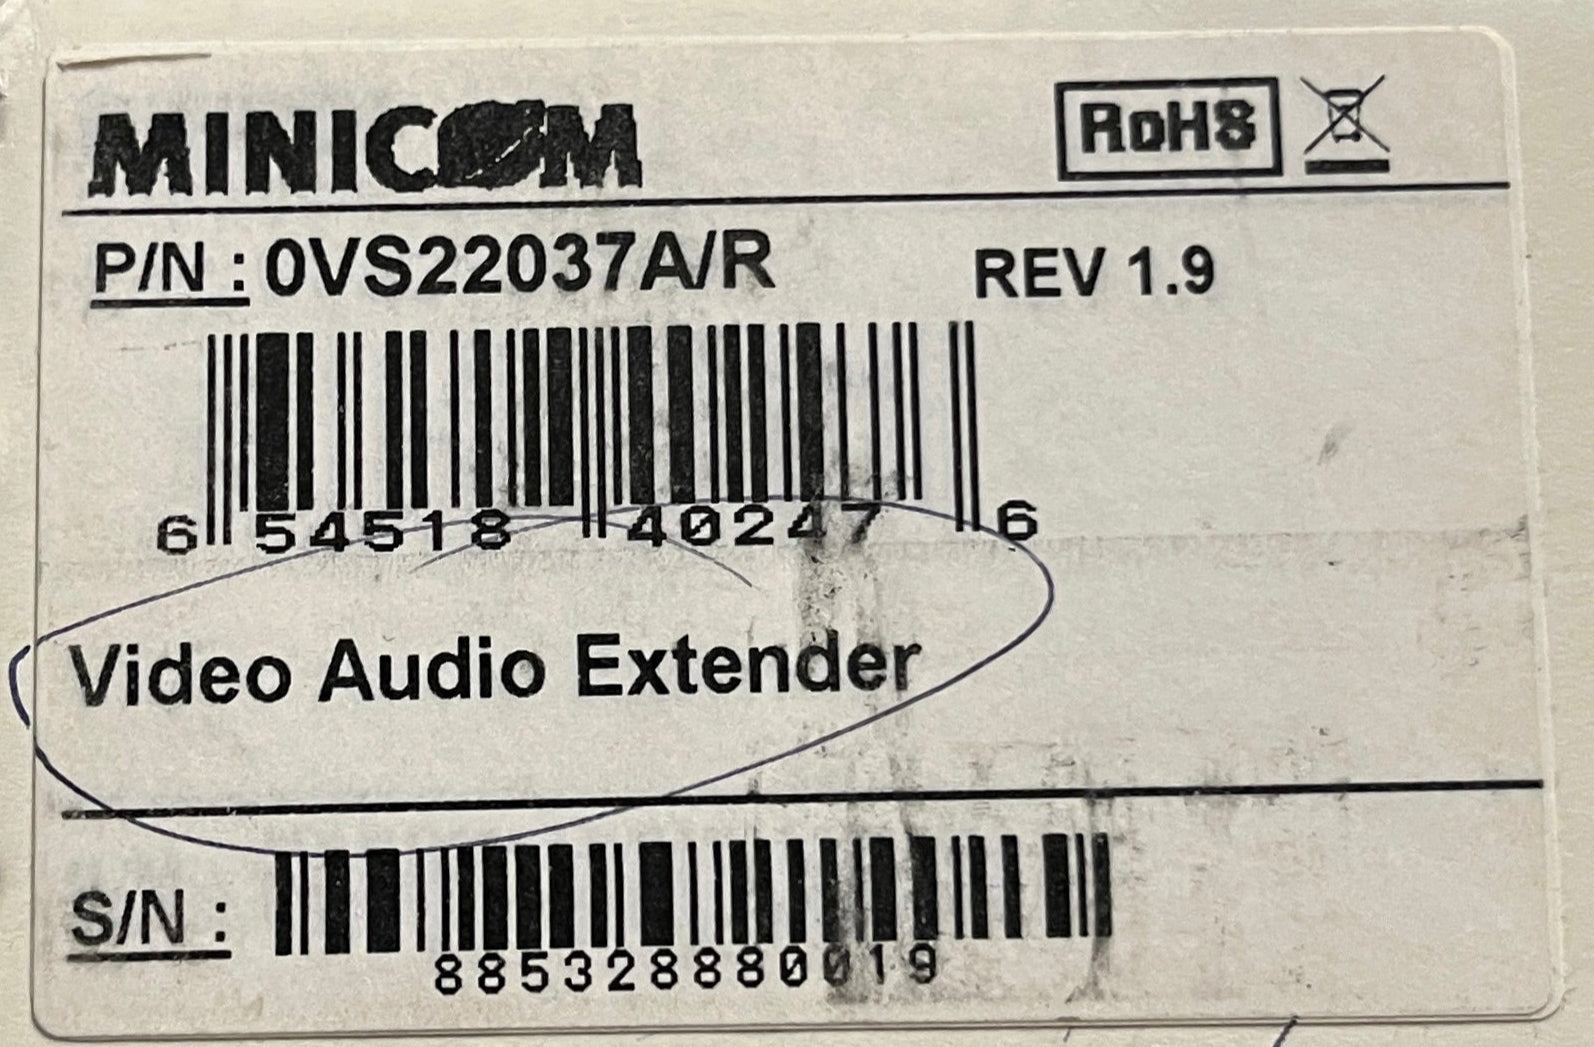 MINICOM RoHS
P/N : 0VS22037A/R REV 1.9
6 54518 40247 6
Video Audio Extender
S/N :
885328880019